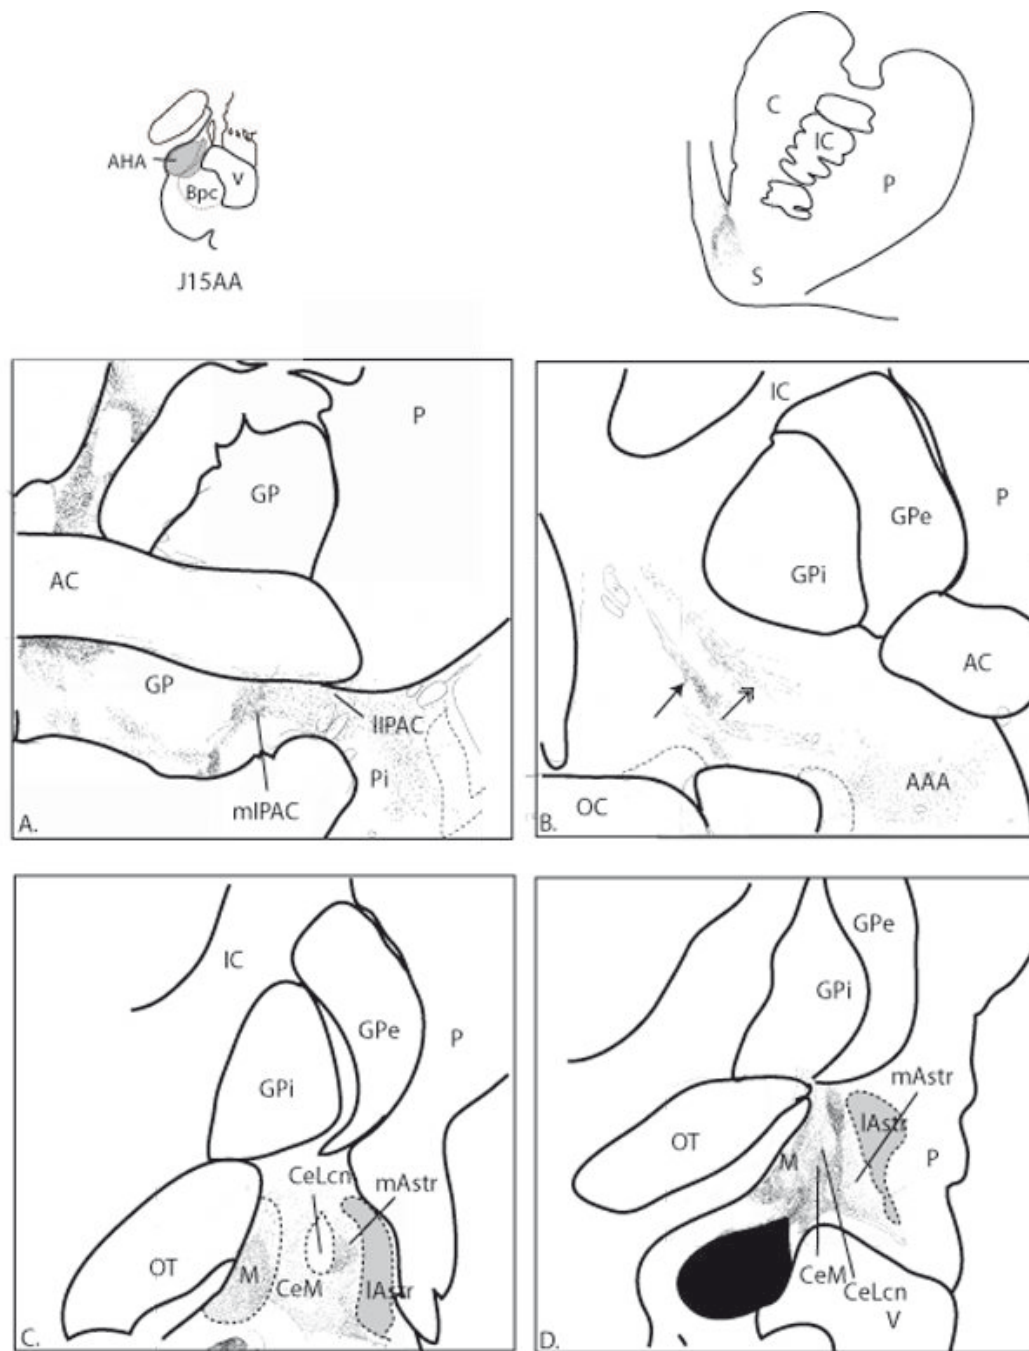 AHA
Bpc
V
J15AA
C
IC
P
S
P
GP
AC
GP
lIPAC
Pi
mIPAC
A.
IC
GPe
P
GPi
AC
AAA
OC
B.
IC
GPe
P
GPi
CeLcn
mAstr
OT
M
CeM
lAstr
C.
GPe
GPi
mAstr
lAstr
OT
M
P
CeM
CeLcn
V
D.